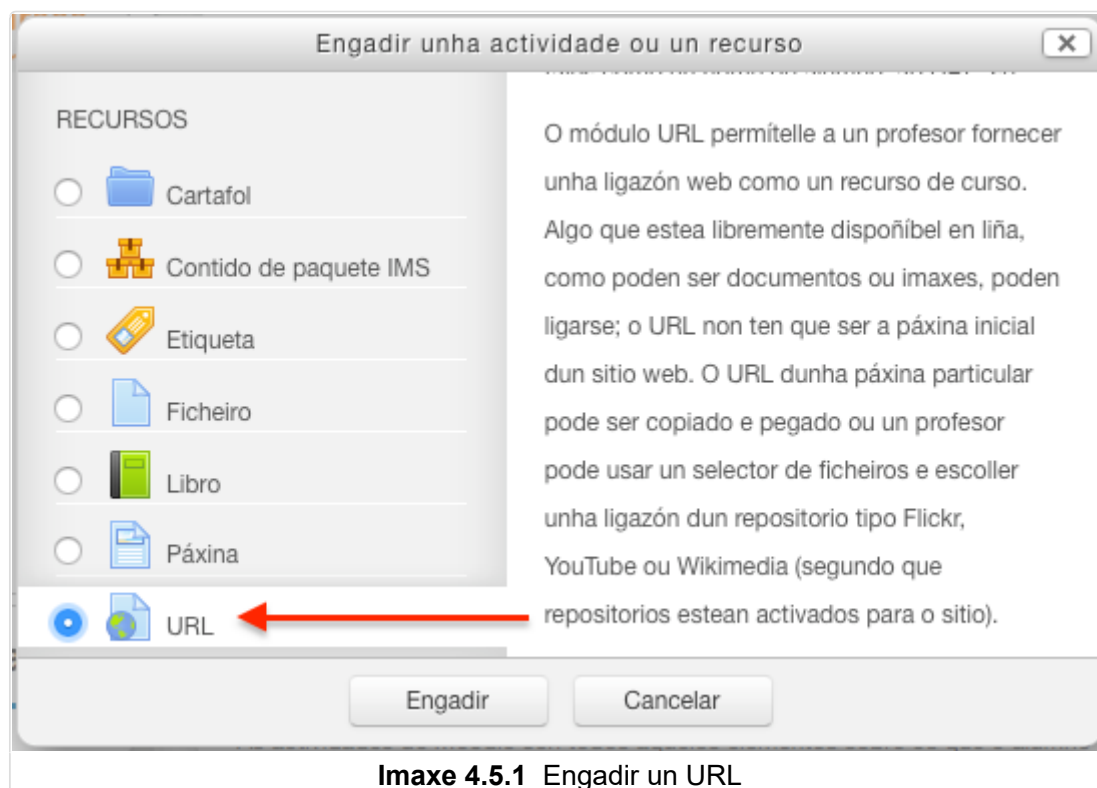 Engadir unha actividade ou un recurso
RECURSOS
Cartafol
Contido de paquete IMS
Etiqueta
Ficheiro
Libro
Páxina
URL
O módulo URL permítelle a un profesor fornecer
unha ligazón web como un recurso de curso.
Algo que estea libremente dispoñíbel en liña,
como poden ser documentos ou imaxes, poden
ligarse; o URL non ten que ser a páxina inicial
dun sitio web. O URL dunha páxina particular
pode ser copiado e pegado ou un profesor
pode usar un selector de ficheiros e escoller
unha ligazón dun repositorio tipo Flickr,
YouTube ou Wikimedia (segundo que
repositorios estean activados para o sitio).
Engadir
Cancelar
Imaxe 4.5.1 Engadir un URL